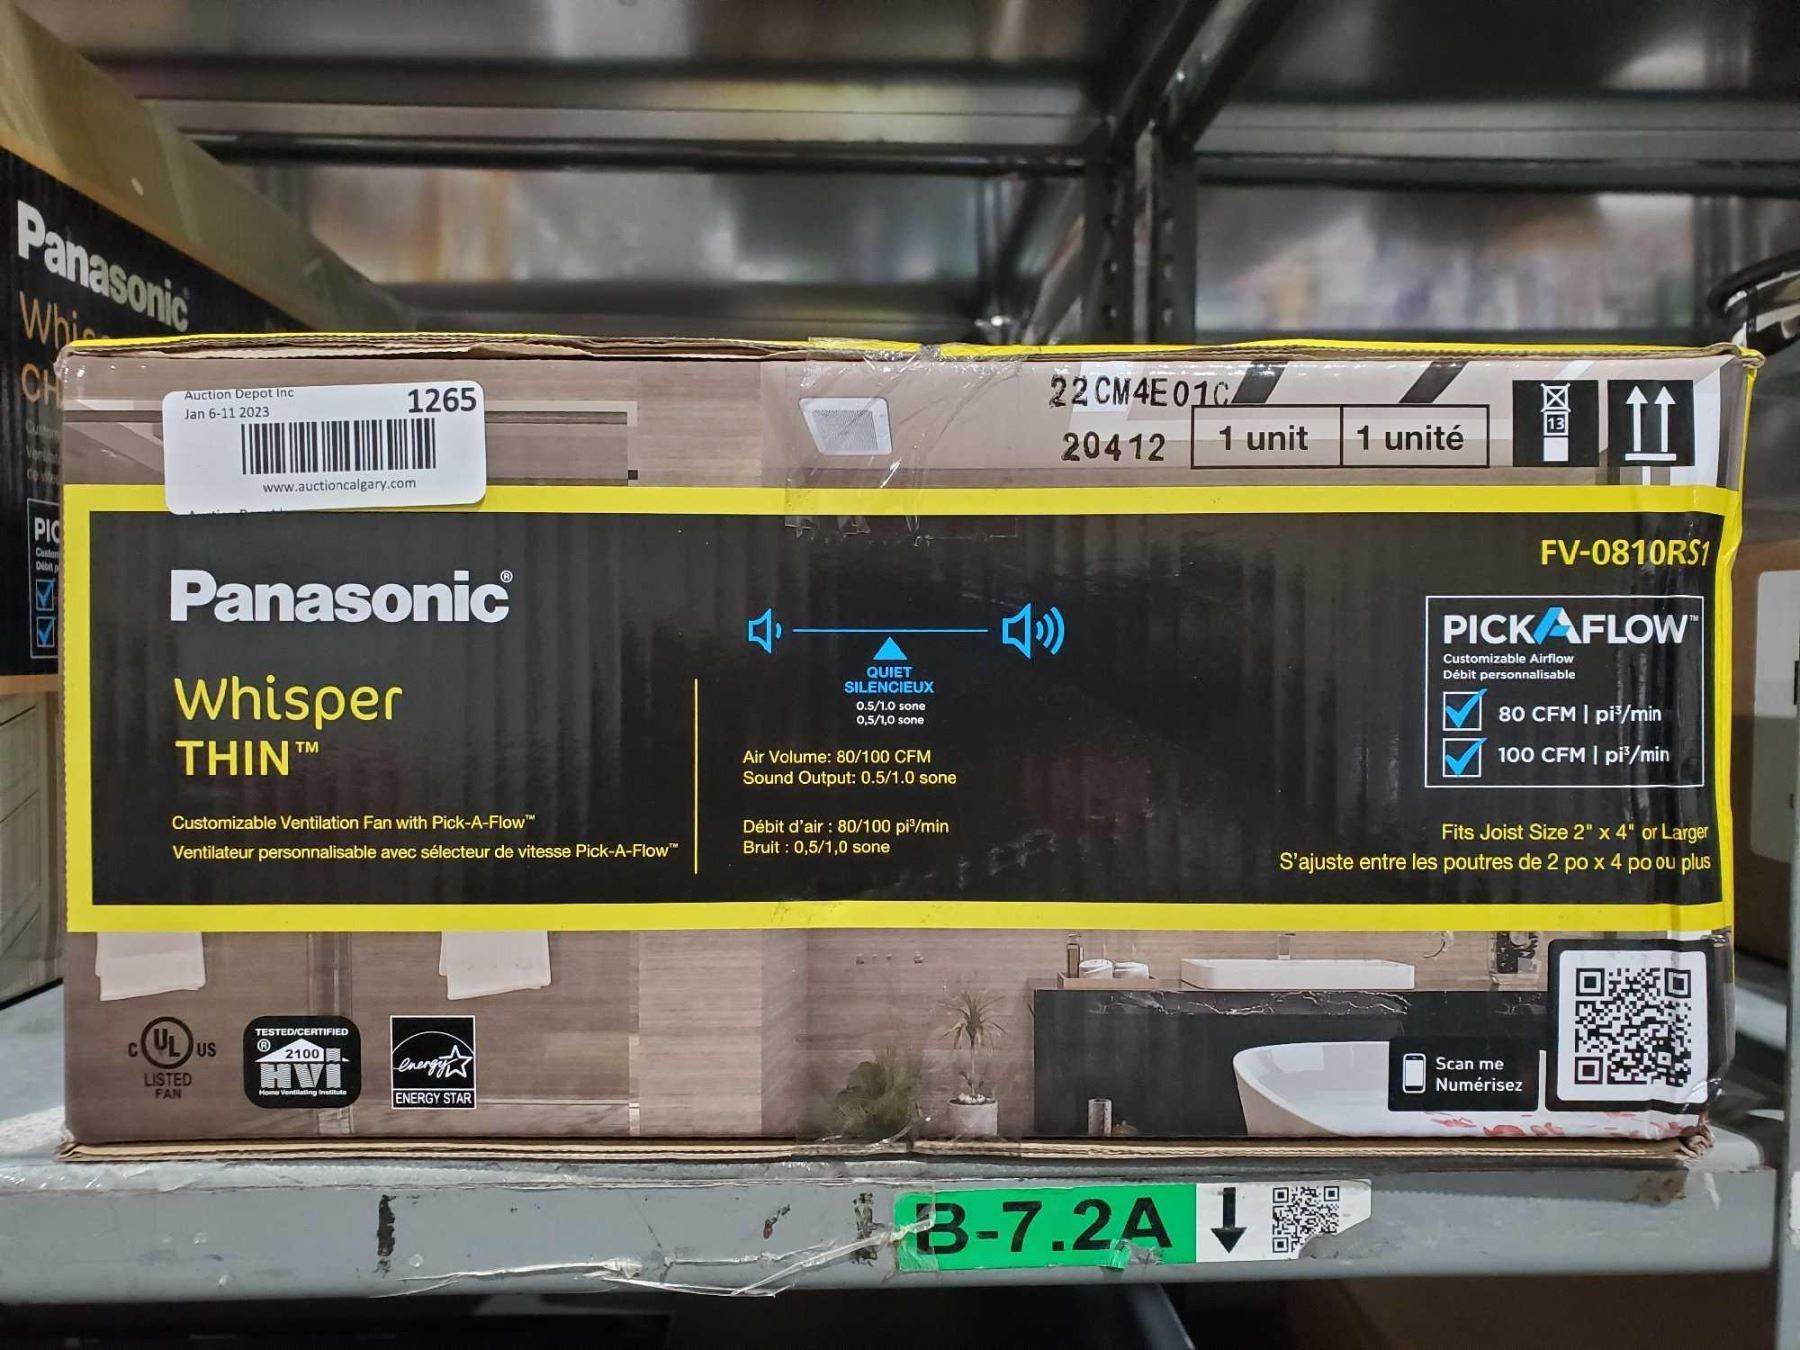 Panasonic
CH
PIC
Auction Depot Inc
Jan 6-11 2023
1265
www.auctioncalgary.com
22CM4E01C
20412
1 unit
1 unité
13
FV-0810RS1
Panasonic®
Whisper
THIN™
Customizable Ventilation Fan with Pick-A-Flow™
Ventilateur personnalisable avec sélecteur de vitesse Pick-A-Flow™
QUIET
SILENCIEUX
0.5/1.0 sone
0,5/1,0 sone
Air Volume: 80/100 CFM
Sound Output: 0.5/1.0 sone
Débit d'air : 80/100 pi³/min
Bruit : 0,5/1,0 sone
PICKAFLOW™
Customizable Airflow
Débit personnalisable
80 CFM | pi³/min
100 CFM | pi³/min
Fits Joist Size 2" x 4" or Larger
S'ajuste entre les poutres de 2 po x 4 po ou plus
C UL US
LISTED
FAN
TESTED/CERTIFIED
® 2100
HVI
Home Ventilating Institute
energy
ENERGY STAR
Scan me
Numérisez
B-7.2A